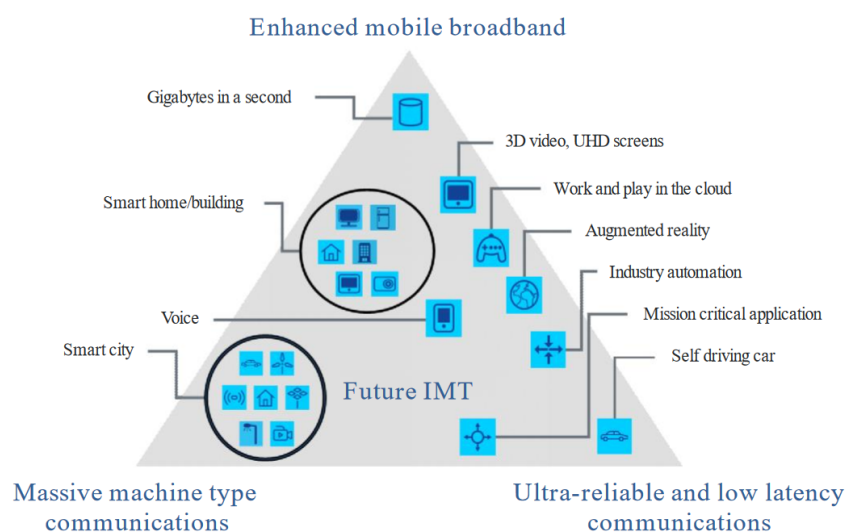 Enhanced mobile broadband
Gigabytes in a second
3D video, UHD screens
Work and play in the cloud
Smart home/building
Augmented reality
Industry automation
Mission critical application
Voice
Smart city
Self driving car
Future IMT
Massive machine type
communications
Ultra-reliable and low latency
communications